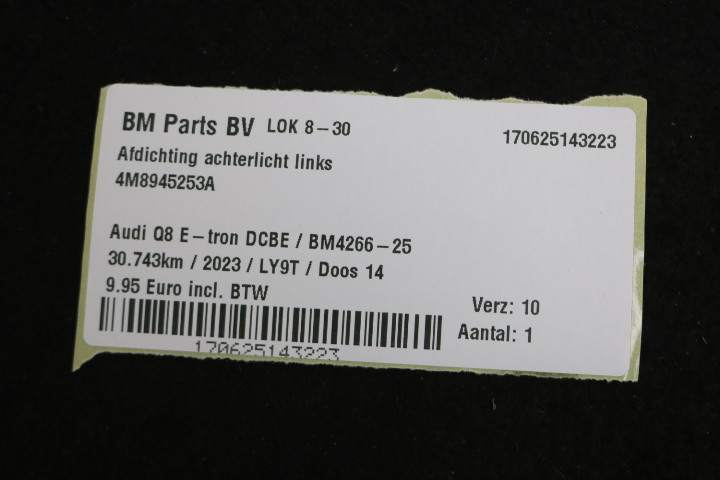 BM Parts BV LOK 8-30 170625143223
Afdichting achterlicht links
4M8945253A
Audi Q8 E-tron DCBE / BM4266-25
30.743km / 2023 / LY9T / Doos 14
9.95 Euro incl. BTW
Verz: 10
Aantal: 1
170625143223